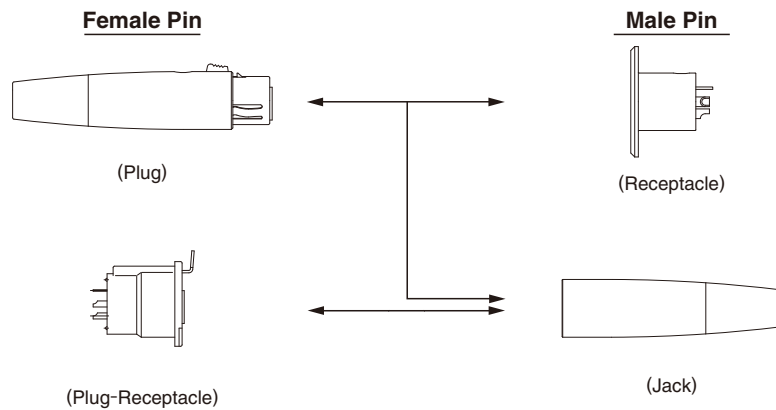 Female Pin
Male Pin
(Plug)
(Receptacle)
(Plug-Receptacle)
(Jack)